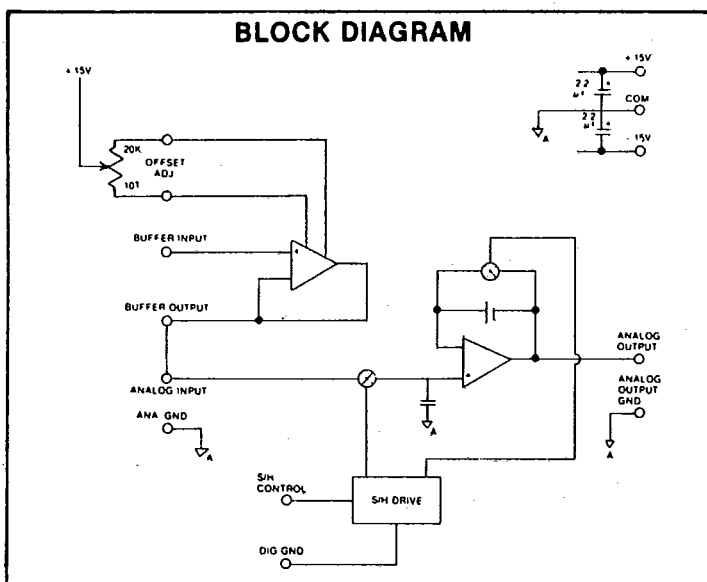 BLOCK DIAGRAM
+ 15V
20K
OFFSET
ADJ
10T
BUFFER INPUT
BUFFER OUTPUT
ANALOG INPUT
ANA GND
A
S/H
CONTROL
S/H DRIVE
DIG GND
+
+
A
ANALOG
OUTPUT
ANALOG
OUTPUT
GND
A
+ 15V
2.2
µf
+
COM
2.2
µf
+
A
-15V